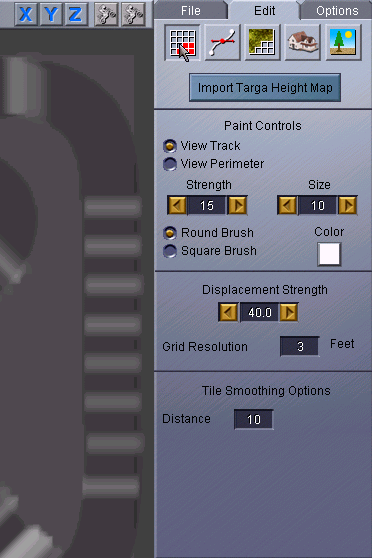 File Edit Options
X Y Z
Import Targa Height Map
Paint Controls
View Track
View Perimeter
Strength Size
15 10
Round Brush Color
Square Brush
Displacement Strength
40.0
Grid Resolution 3 Feet
Tile Smoothing Options
Distance 10